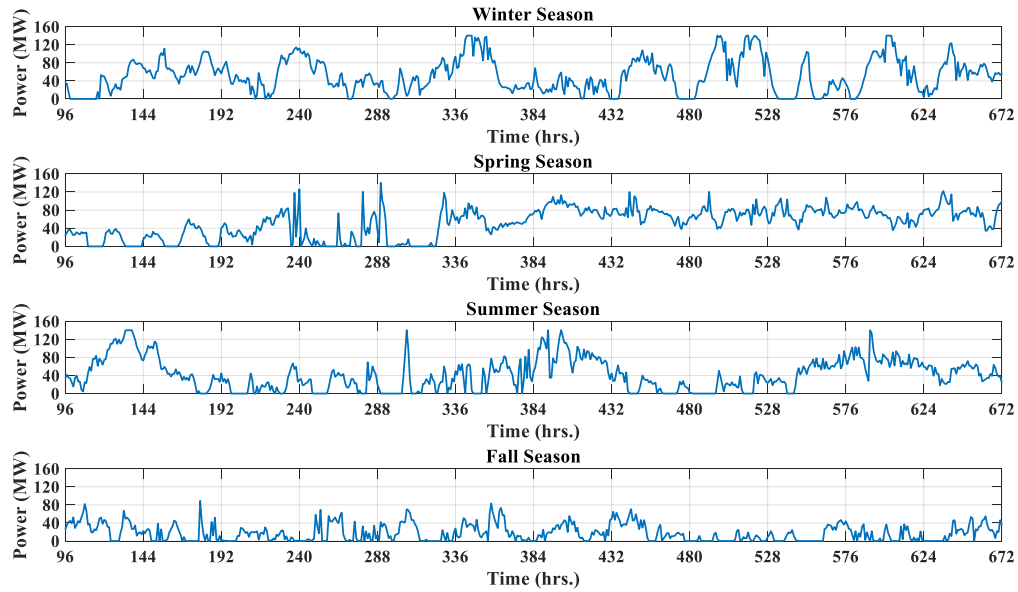 Winter Season
Power (MW)
160
120
80
40
0
96 144 192 240 288 336 384 432 480 528 576 624 672
Time (hrs.)
Spring Season
Power (MW)
160
120
80
40
0
96 144 192 240 288 336 384 432 480 528 576 624 672
Time (hrs.)
Summer Season
Power (MW)
160
120
80
40
0
96 144 192 240 288 336 384 432 480 528 576 624 672
Time (hrs.)
Fall Season
Power (MW)
160
120
80
40
0
96 144 192 240 288 336 384 432 480 528 576 624 672
Time (hrs.)